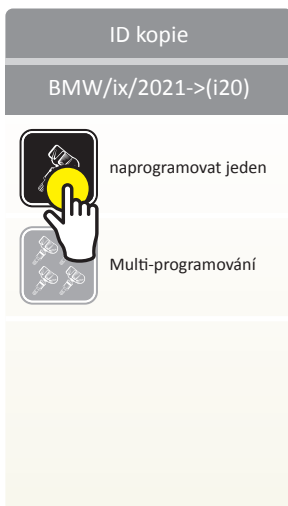 ID kopie
BMW/ix/2021->(i20)
naprogramovat jeden
Multi-programování